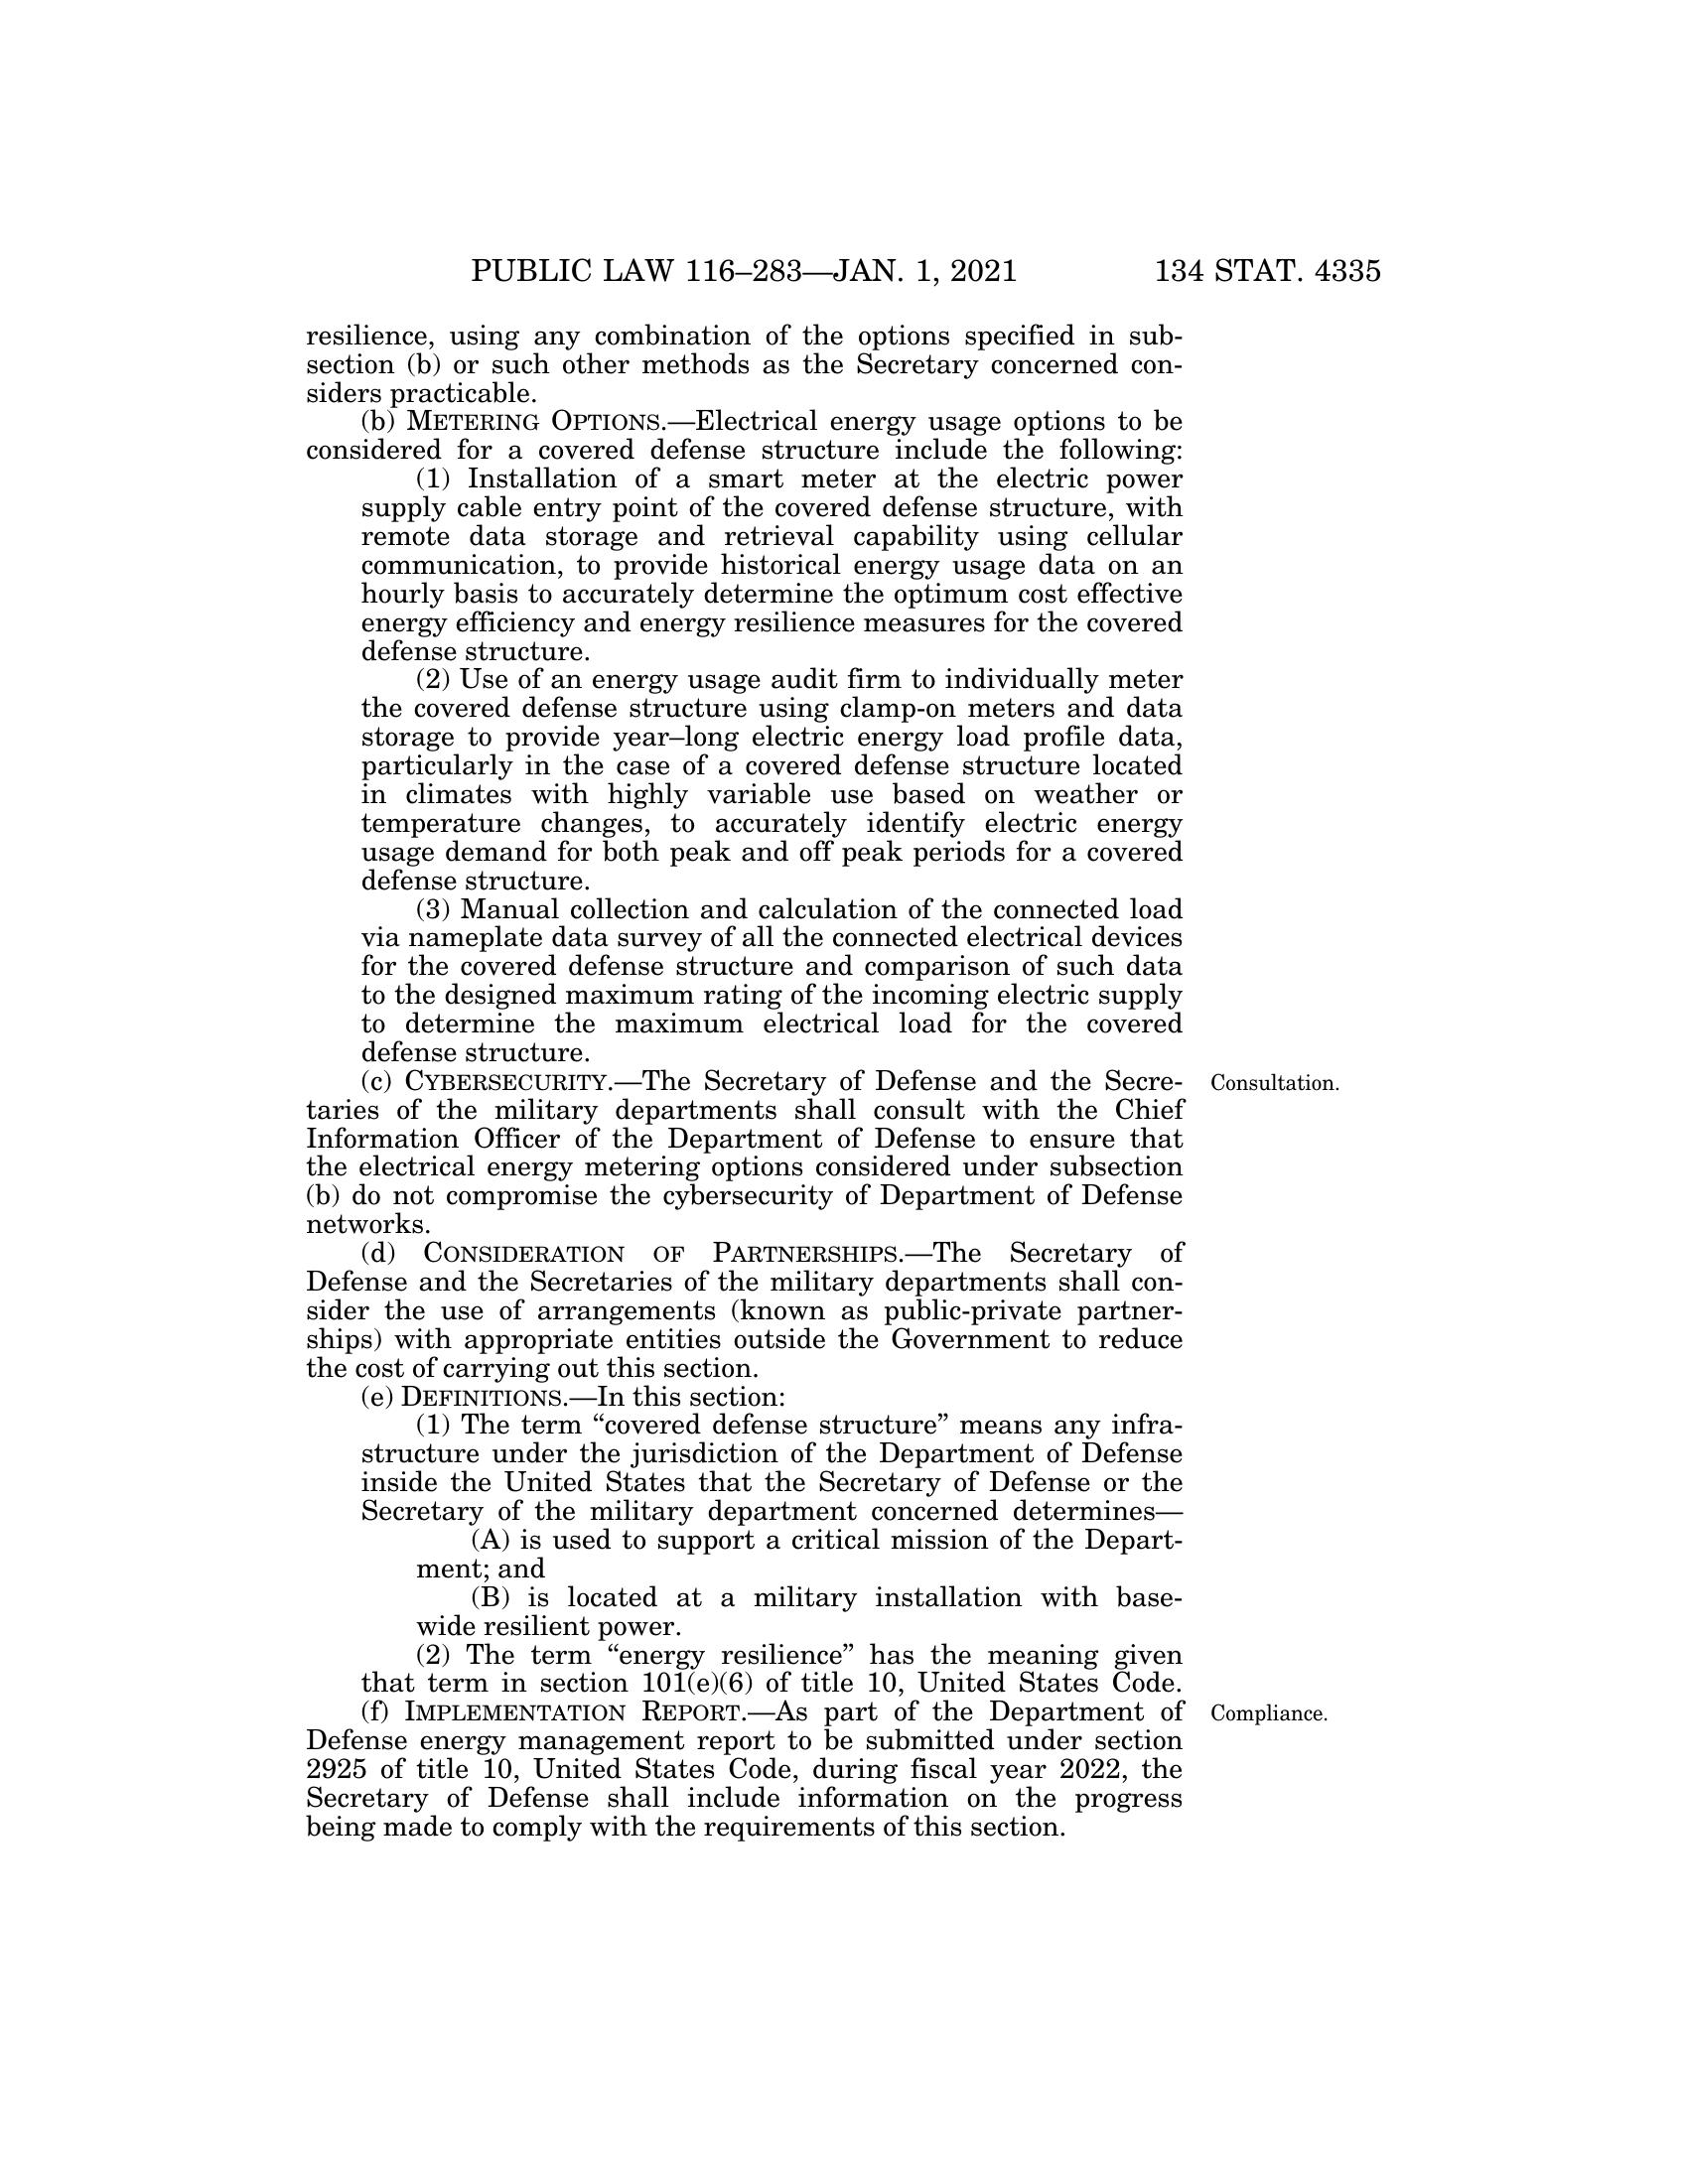 PUBLIC LAW 116–283—JAN. 1, 2021 134 STAT. 4335
resilience, using any combination of the options specified in sub-
section (b) or such other methods as the Secretary concerned con-
siders practicable.
(b) METERING OPTIONS.—Electrical energy usage options to be
considered for a covered defense structure include the following:
(1) Installation of a smart meter at the electric power
supply cable entry point of the covered defense structure, with
remote data storage and retrieval capability using cellular
communication, to provide historical energy usage data on an
hourly basis to accurately determine the optimum cost effective
energy efficiency and energy resilience measures for the covered
defense structure.
(2) Use of an energy usage audit firm to individually meter
the covered defense structure using clamp-on meters and data
storage to provide year–long electric energy load profile data,
particularly in the case of a covered defense structure located
in climates with highly variable use based on weather or
temperature changes, to accurately identify electric energy
usage demand for both peak and off peak periods for a covered
defense structure.
(3) Manual collection and calculation of the connected load
via nameplate data survey of all the connected electrical devices
for the covered defense structure and comparison of such data
to the designed maximum rating of the incoming electric supply
to determine the maximum electrical load for the covered
defense structure.
(c) CYBERSECURITY.—The Secretary of Defense and the Secre-
taries of the military departments shall consult with the Chief
Information Officer of the Department of Defense to ensure that
the electrical energy metering options considered under subsection
(b) do not compromise the cybersecurity of Department of Defense
networks.
Consultation.
(d) CONSIDERATION OF PARTNERSHIPS.—The Secretary of
Defense and the Secretaries of the military departments shall con-
sider the use of arrangements (known as public-private partner-
ships) with appropriate entities outside the Government to reduce
the cost of carrying out this section.
(e) DEFINITIONS.—In this section:
(1) The term “covered defense structure” means any infra-
structure under the jurisdiction of the Department of Defense
inside the United States that the Secretary of Defense or the
Secretary of the military department concerned determines—
(A) is used to support a critical mission of the Depart-
ment; and
(B) is located at a military installation with base-
wide resilient power.
(2) The term “energy resilience” has the meaning given
that term in section 101(e)(6) of title 10, United States Code.
(f) IMPLEMENTATION REPORT.—As part of the Department of
Defense energy management report to be submitted under section
2925 of title 10, United States Code, during fiscal year 2022, the
Secretary of Defense shall include information on the progress
being made to comply with the requirements of this section.
Compliance.